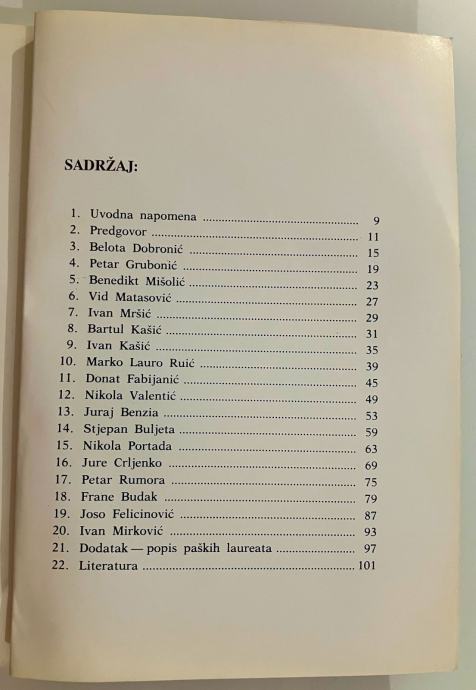 SADRŽAJ:
1. Uvodna napomena ........................................ 9
2. Predgovor ........................................ 11
3. Belota Dobronić ........................................ 15
4. Petar Grubonić ........................................ 19
5. Benedikt Mišolić ........................................ 23
6. Vid Matasović ........................................ 27
7. Ivan Mršić ........................................ 29
8. Bartul Kašić ........................................ 31
9. Ivan Kašić ........................................ 35
10. Marko Lauro Ruić ........................................ 39
11. Donat Fabijanić ........................................ 45
12. Nikola Valentić ........................................ 49
13. Juraj Benzia ........................................ 53
14. Stjepan Buljeta ........................................ 59
15. Nikola Portada ........................................ 63
16. Jure Crljenko ........................................ 69
17. Petar Rumora ........................................ 75
18. Frane Budak ........................................ 79
19. Joso Felicinović ........................................ 87
20. Ivan Mirković ........................................ 93
21. Dodatak — popis paških laureata .................... 97
22. Literatura ........................................ 101